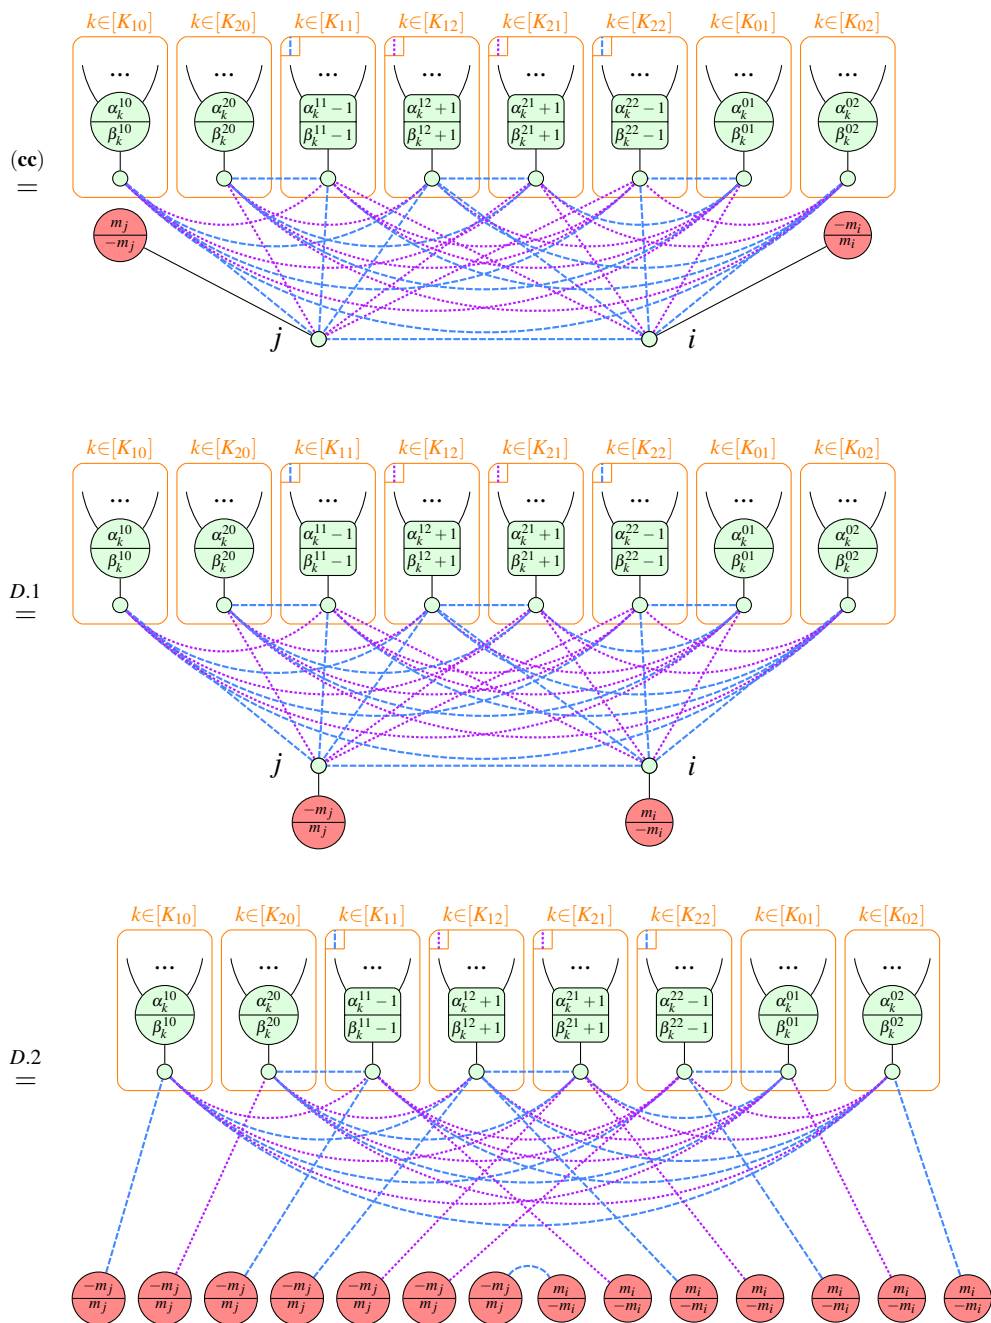 k∈[K₁₀] k∈[K₂₀] k∈[K₁₁] k∈[K₁₂] k∈[K₂₁] k∈[K₂₂] k∈[K₀₁] k∈[K₀₂]
... ... ... ... ... ... ... ...
α_k^{10} α_k^{20} α_k^{11} − 1 α_k^{12} + 1 α_k^{21} + 1 α_k^{22} − 1 α_k^{01} α_k^{02}
β_k^{10} β_k^{20} β_k^{11} − 1 β_k^{12} + 1 β_k^{21} + 1 β_k^{22} − 1 β_k^{01} β_k^{02}
(cc)
=
m_j −m_i
−m_j m_i
j i
k∈[K₁₀] k∈[K₂₀] k∈[K₁₁] k∈[K₁₂] k∈[K₂₁] k∈[K₂₂] k∈[K₀₁] k∈[K₀₂]
... ... ... ... ... ... ... ...
α_k^{10} α_k^{20} α_k^{11} − 1 α_k^{12} + 1 α_k^{21} + 1 α_k^{22} − 1 α_k^{01} α_k^{02}
β_k^{10} β_k^{20} β_k^{11} − 1 β_k^{12} + 1 β_k^{21} + 1 β_k^{22} − 1 β_k^{01} β_k^{02}
D.1
=
j i
−m_j m_i
m_j −m_i
k∈[K₁₀] k∈[K₂₀] k∈[K₁₁] k∈[K₁₂] k∈[K₂₁] k∈[K₂₂] k∈[K₀₁] k∈[K₀₂]
... ... ... ... ... ... ... ...
α_k^{10} α_k^{20} α_k^{11} − 1 α_k^{12} + 1 α_k^{21} + 1 α_k^{22} − 1 α_k^{01} α_k^{02}
β_k^{10} β_k^{20} β_k^{11} − 1 β_k^{12} + 1 β_k^{21} + 1 β_k^{22} − 1 β_k^{01} β_k^{02}
D.2
=
−m_j −m_j −m_j −m_j −m_j −m_j −m_j m_i m_i m_i m_i m_i m_i m_i
m_j m_j m_j m_j m_j m_j m_j −m_i −m_i −m_i −m_i −m_i −m_i −m_i